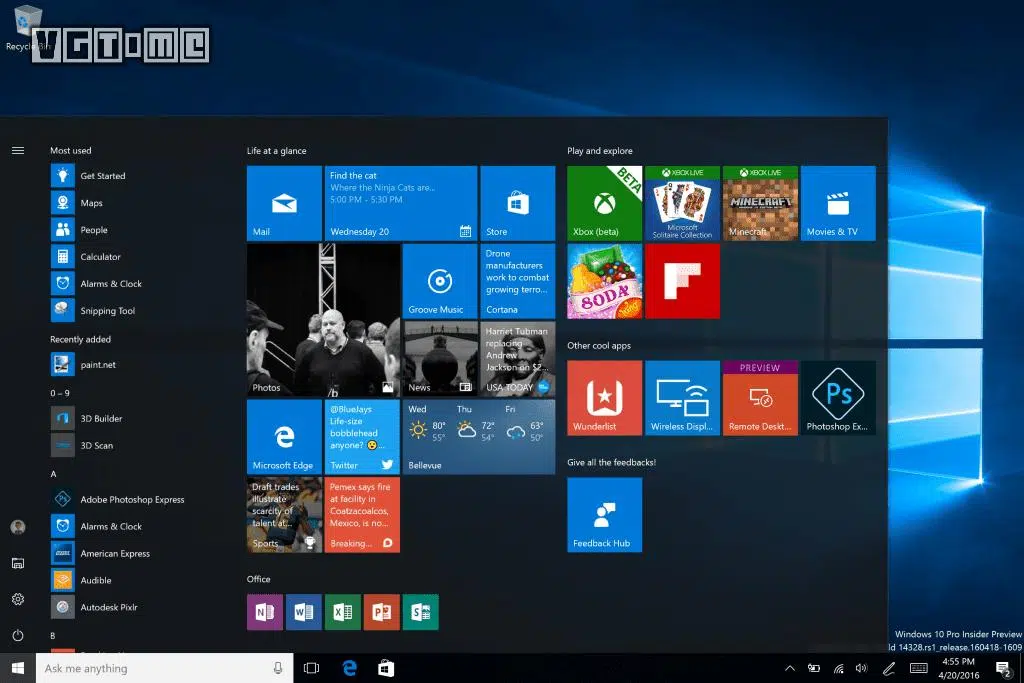 Recycle Bin
VGTIME
Most used
Get Started
Maps
People
Calculator
Alarms & Clock
Snipping Tool
Recently added
paint.net
0 – 9
3D Builder
3D Scan
A
Adobe Photoshop Express
Alarms & Clock
American Express
Audible
Autodesk Pixlr
B
Life at a glance
Mail
Find the cat
Where the Ninja Cats are...
5:00 PM - 5:30 PM
Wednesday 20
Store
Photos
Groove Music
Drone
manufacturers
work to combat
growing terro...
Cortana
News
Harriet Tubman
replacing
Andrew
Jackson on $2...
USA TODAY
Microsoft Edge
@BlueJays
Life-size
bobblehead
anyone? 😮...
Twitter
Wed Thu Fri
80° 72° 63°
55° 54° 50°
Bellevue
Draft trades
illustrate
scarcity of
talent at...
Sports
Pemex says fire
at facility in
Coatzacoalcos,
Mexico, is no...
Breaking...
Office
N
W
X
P
S
Play and explore
BETA
Xbox (beta)
XBOX LIVE
Microsoft
Solitaire Collection
XBOX LIVE
MINECRAFT
Minecraft
Movies & TV
SODA
Other cool apps
Wunderlist
Wireless Displ...
PREVIEW
Remote Deskt...
Ps
Photoshop Ex...
Give all the feedbacks!
Feedback Hub
Windows 10 Pro Insider Preview
ld 14328.rs1_release.160418-1609
Ask me anything
4:55 PM
4/20/2016
2